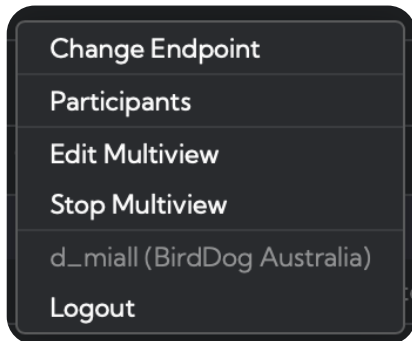 Change Endpoint
Participants
Edit Multiview
Stop Multiview
d_miall (BirdDog Australia)
Logout